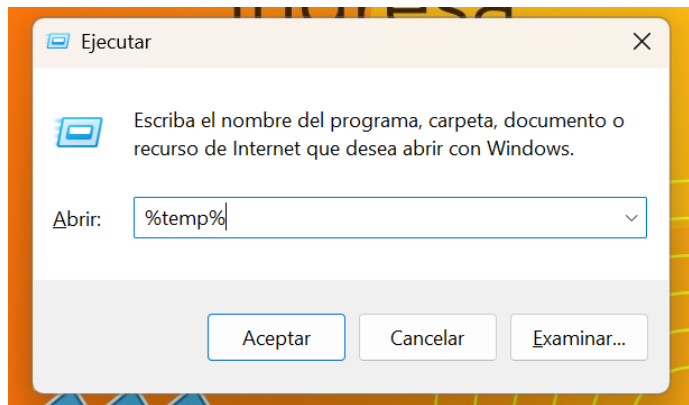 Ingresa
Ejecutar
Escriba el nombre del programa, carpeta, documento o
recurso de Internet que desea abrir con Windows.
Abrir: %temp%
Aceptar Cancelar Examinar...